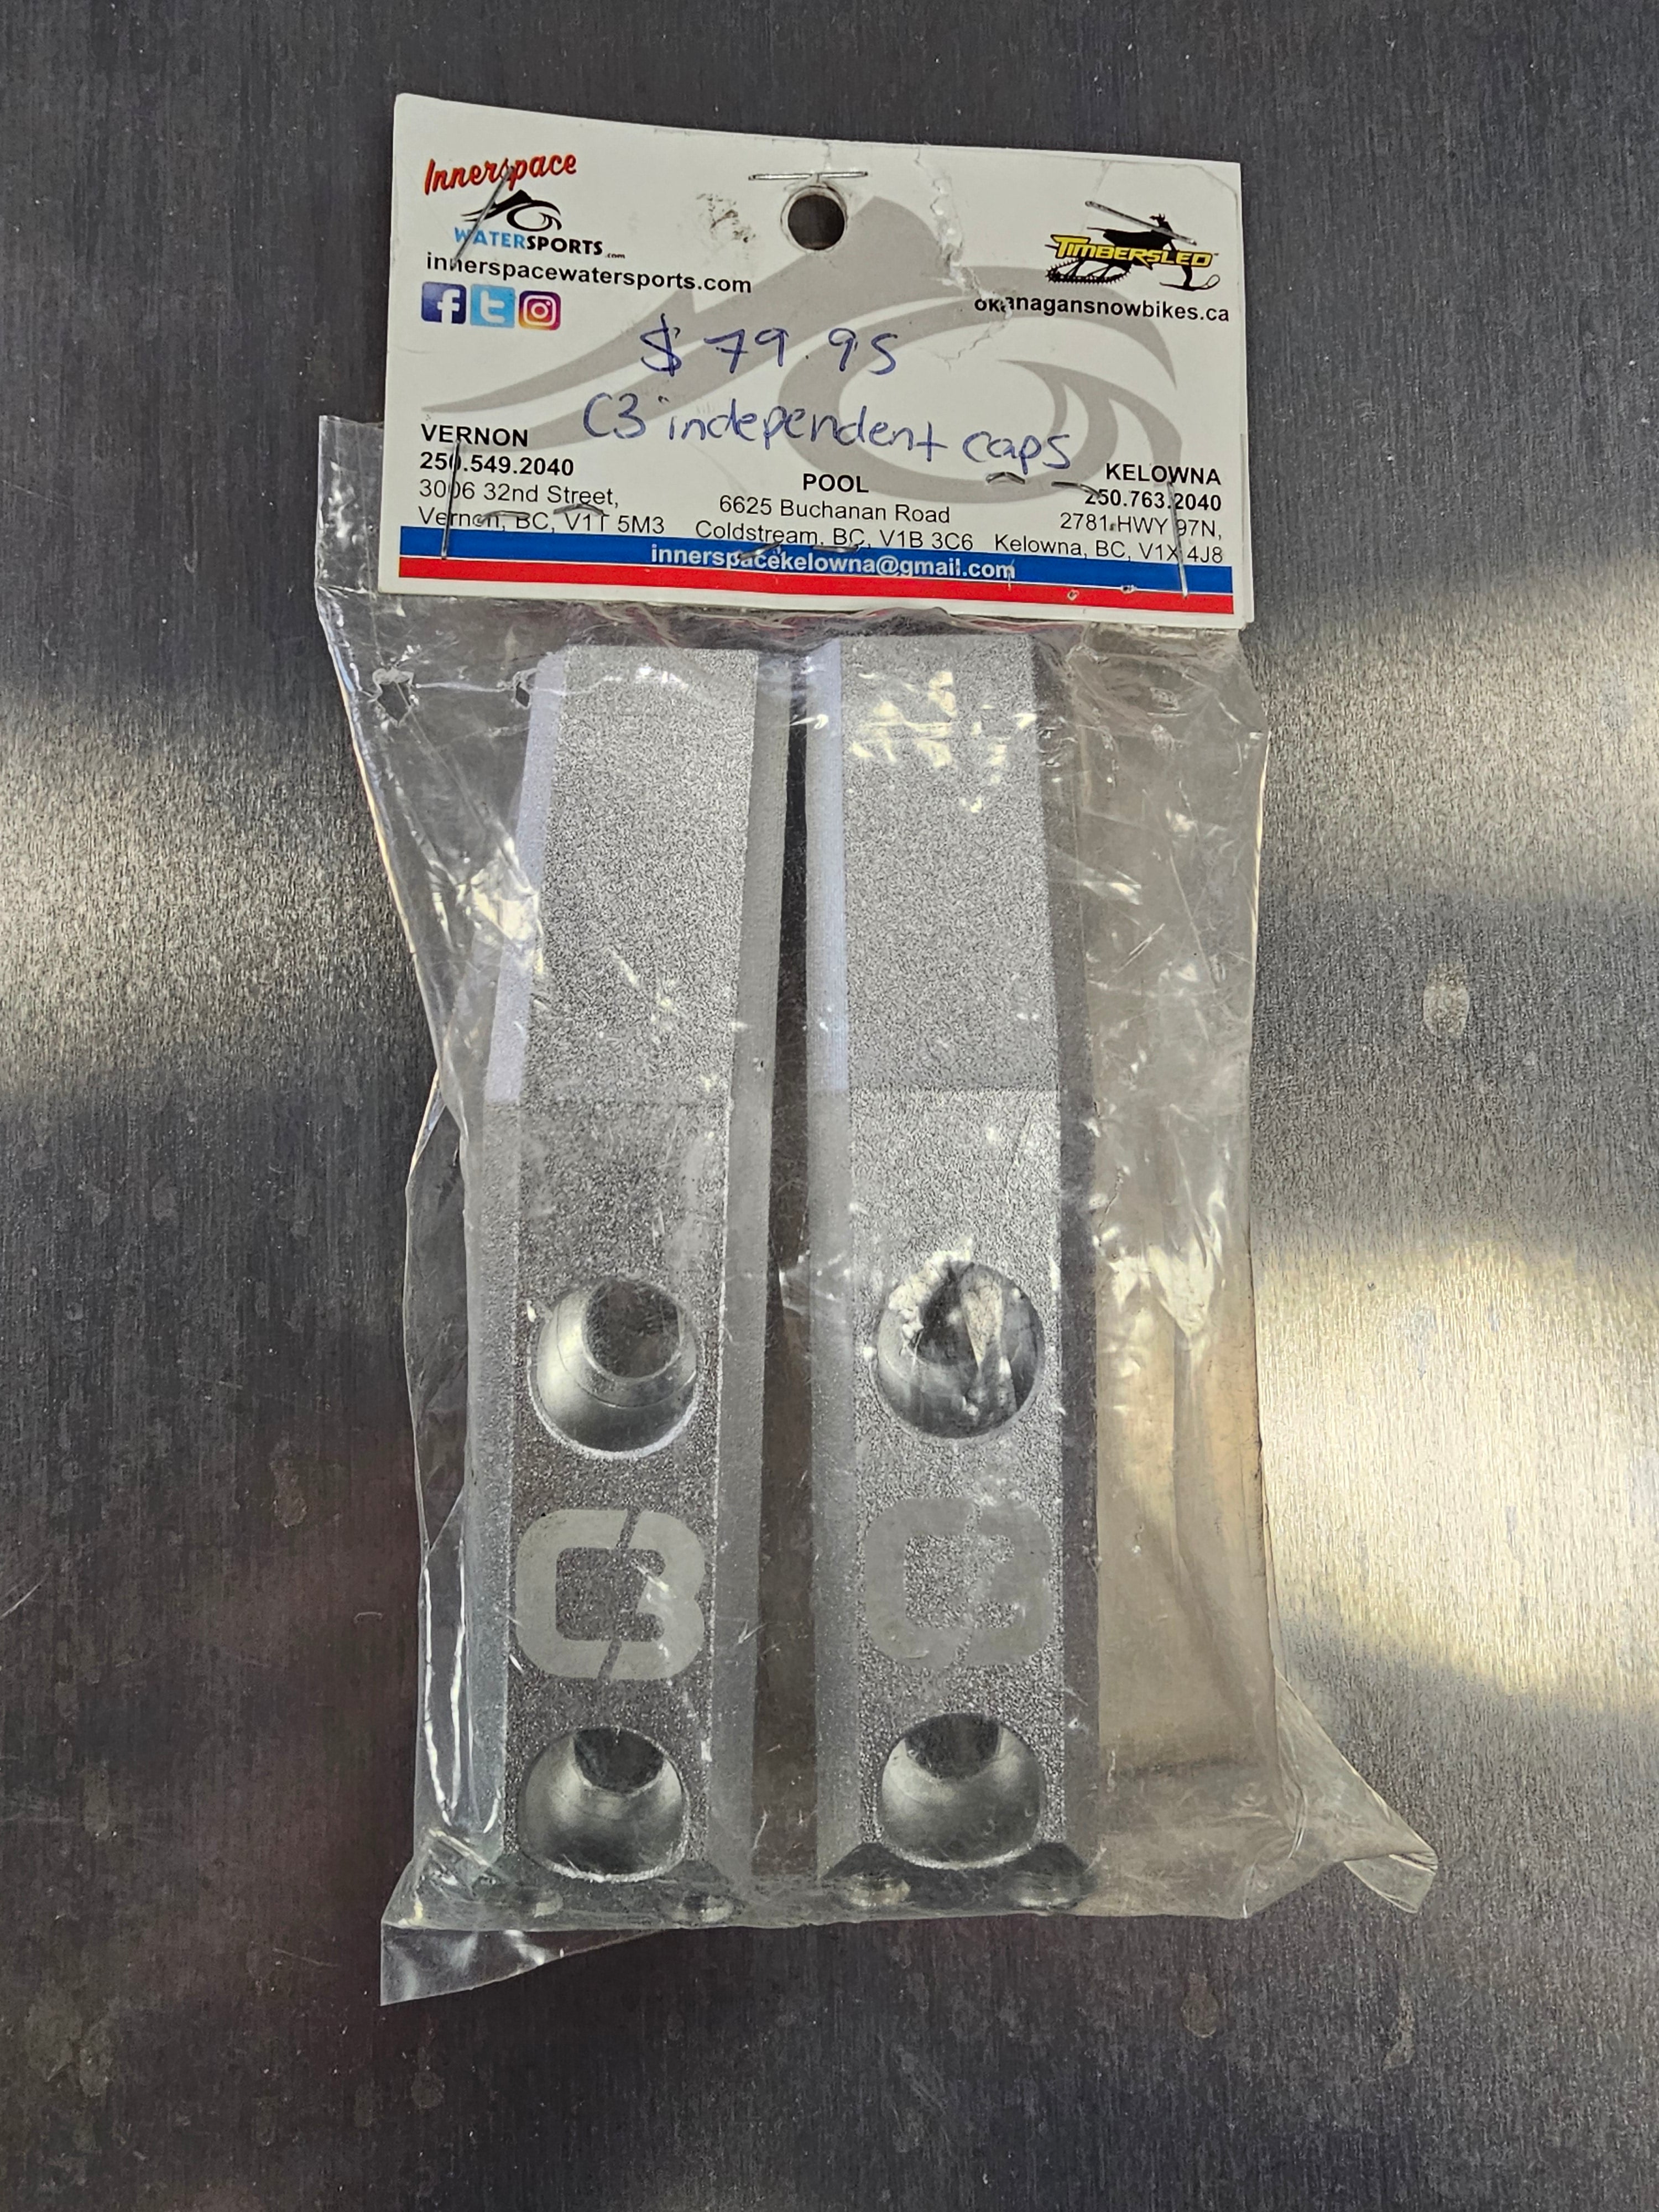 Innerspace
WATERSPORTS.com
innerspacewatersports.com
TIMBERSLED
okanagansnowbikes.ca
$79.95
C3 independent caps
VERNON
250.549.2040
3006 32nd Street,
Vernon, BC, V1T 5M3
POOL
6625 Buchanan Road
Coldstream, BC, V1B 3C6
KELOWNA
250.763.2040
2781 HWY 97N,
Kelowna, BC, V1X 4J8
innerspacekelowna@gmail.com
C3
C3